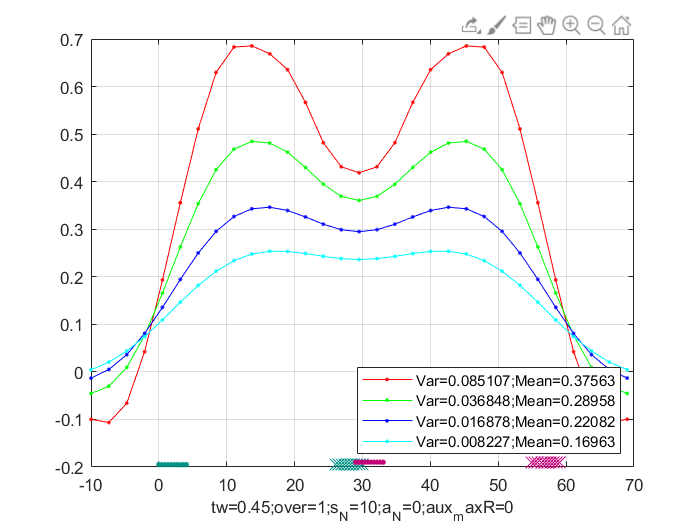 0.7
0.6
0.5
0.4
0.3
0.2
0.1
0
-0.1
-0.2
Var=0.085107;Mean=0.37563
Var=0.036848;Mean=0.28958
Var=0.016878;Mean=0.22082
Var=0.008227;Mean=0.16963
-10 0 10 20 30 40 50 60 70
tw=0.45;over=1;s_N=10;a_N=0;aux_maxR=0